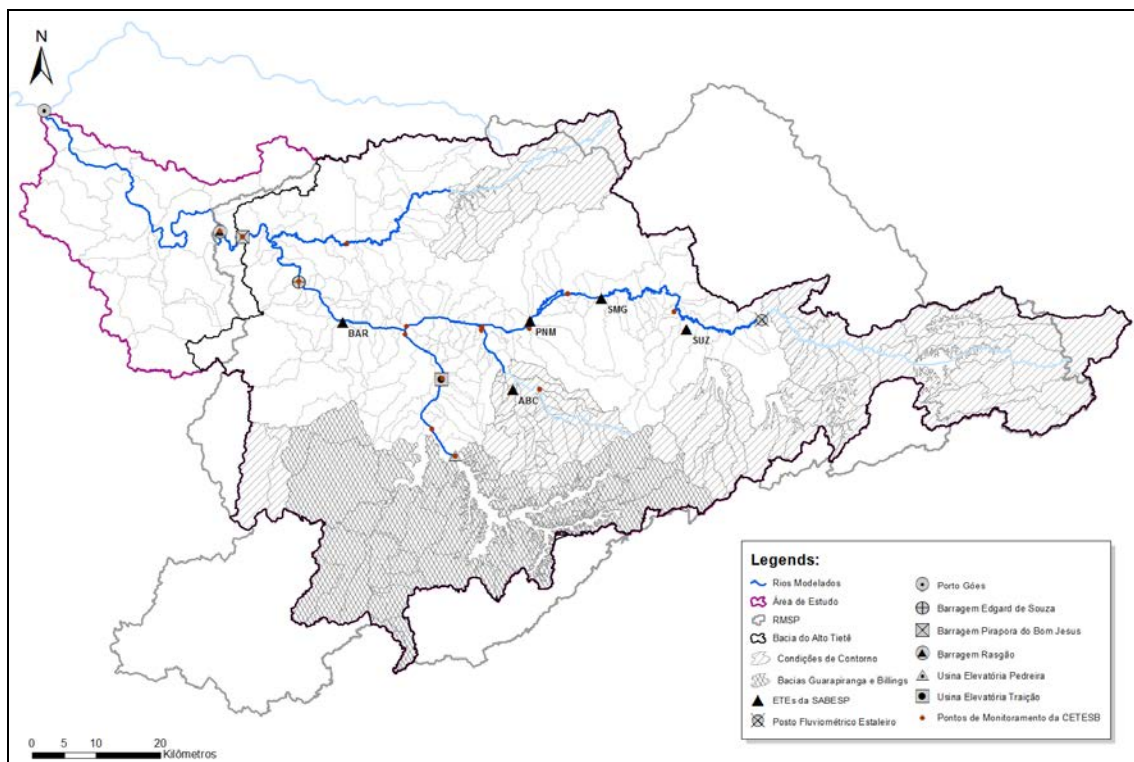 N
BAR
PNM
SMG
SUZ
ABC
Legends:
Rios Modelados
Área de Estudo
RMSP
Bacia do Alto Tietê
Condições de Contorno
Bacias Guarapiranga e Billings
ETEs da SABESP
Posto Fluviométrico Estaleiro
Porto Góes
Barragem Edgard de Souza
Barragem Pirapora do Bom Jesus
Barragem Rasgão
Usina Elevatória Pedreira
Usina Elevatória Traição
Pontos de Monitoramento da CETESB
0 5 10 20
Kilômetros